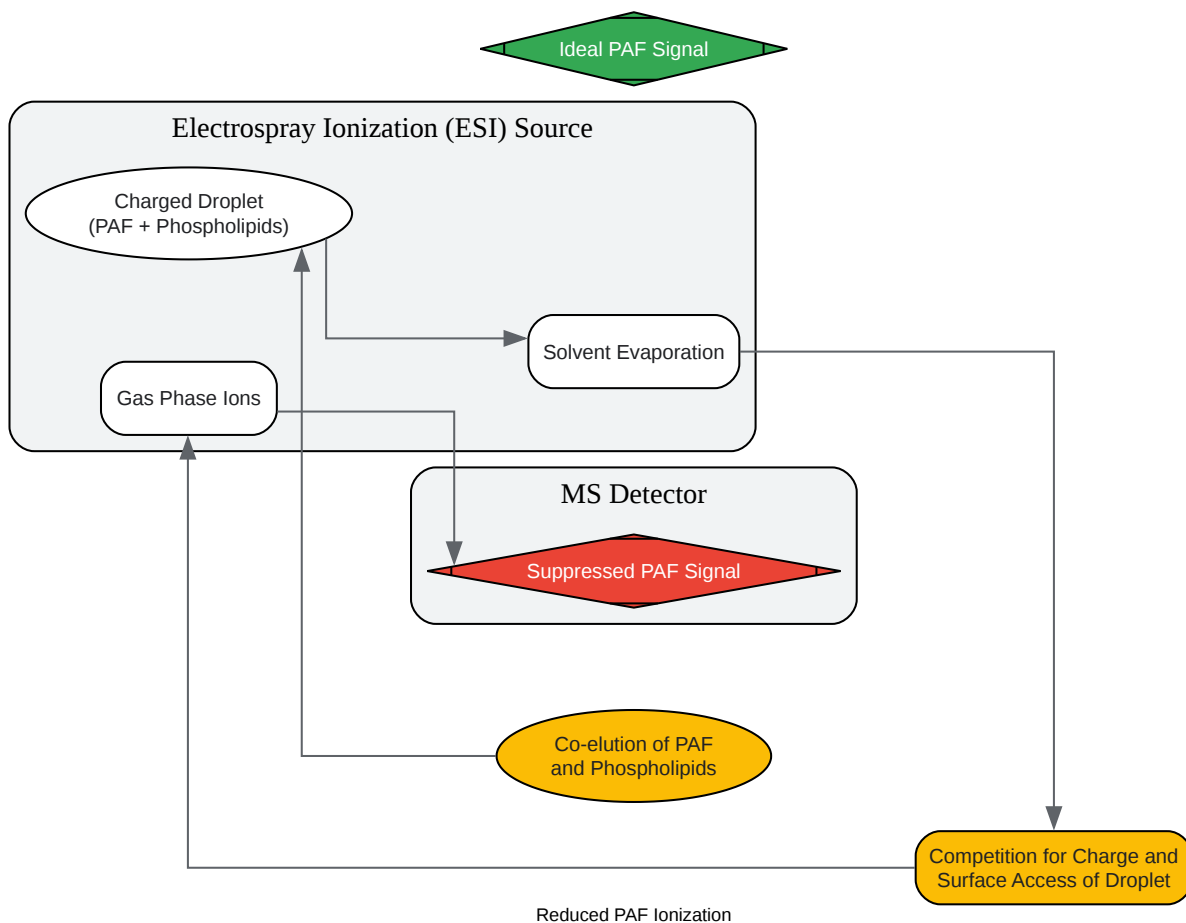 Ideal PAF Signal
Electrospray Ionization (ESI) Source
Charged Droplet
(PAF + Phospholipids)
Solvent Evaporation
Gas Phase Ions
MS Detector
Suppressed PAF Signal
Co-elution of PAF
and Phospholipids
Competition for Charge and
Surface Access of Droplet
Reduced PAF Ionization